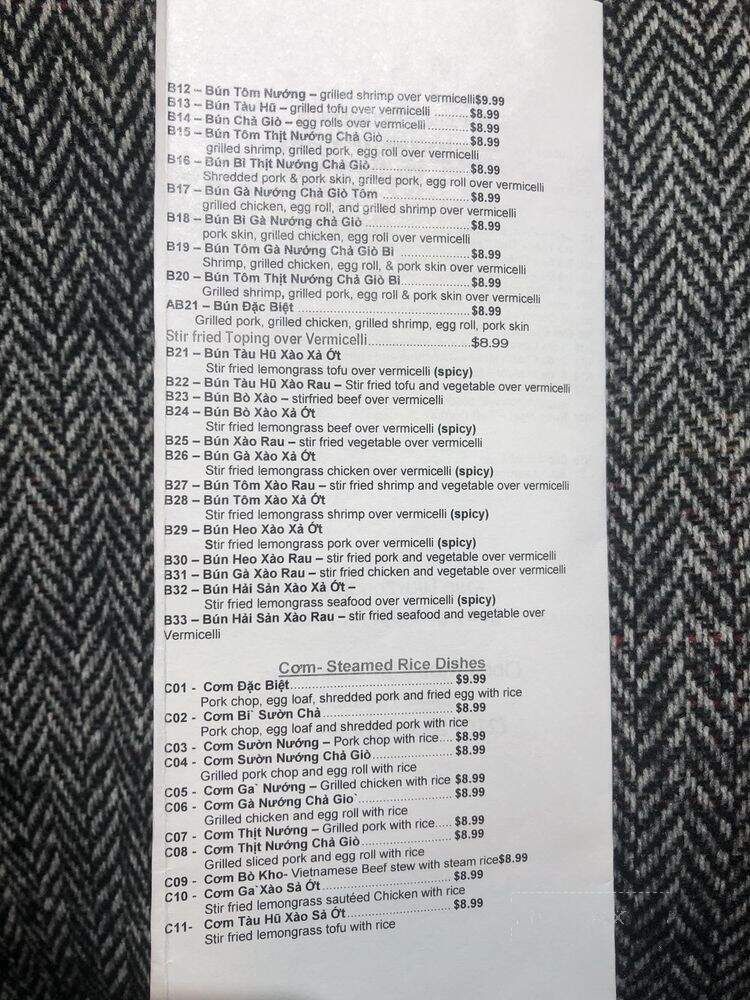 B12 – Bún Tôm Nướng – grilled shrimp over vermicelli$9.99
B13 – Bún Tàu Hũ – grilled tofu over vermicelli ..........$8.99
B14 – Bún Chả Giò – egg rolls over vermicelli ............$8.99
B15 – Bún Tôm Thịt Nướng Chả Giò .........................$8.99
grilled shrimp, grilled pork, egg roll over vermicelli
B16 – Bún Bì Thịt Nướng Chả Giò............................$8.99
Shredded pork & pork skin, grilled pork, egg roll over vermicelli
B17 – Bún Gà Nướng Chả Giò Tôm ..........................$8.99
grilled chicken, egg roll, and grilled shrimp over vermicelli
B18 – Bún Bì Gà Nướng chả Giò ..............................$8.99
pork skin, grilled chicken, egg roll over vermicelli
B19 – Bún Tôm Gà Nướng Chả Giò Bì ......................$8.99
Shrimp, grilled chicken, egg roll, & pork skin over vermicelli
B20 – Bún Tôm Thịt Nướng Chả Giò Bì....................$8.99
Grilled shrimp, grilled pork, egg roll & pork skin over vermicelli
AB21 – Bún Đặc Biệt ................................................$8.99
Grilled pork, grilled chicken, grilled shrimp, egg roll, pork skin
Stir fried Toping over Vermicelli..............................$8.99
B21 – Bún Tàu Hũ Xào Xả Ớt
Stir fried lemongrass tofu over vermicelli (spicy)
B22 – Bún Tàu Hũ Xào Rau – Stir fried tofu and vegetable over vermicelli
B23 – Bún Bò Xào – stirfried beef over vermicelli
B24 – Bún Bò Xào Xả Ớt
Stir fried lemongrass beef over vermicelli (spicy)
B25 – Bún Xào Rau – stir fried vegetable over vermicelli
B26 – Bún Gà Xào Xả Ớt
Stir fried lemongrass chicken over vermicelli (spicy)
B27 – Bún Tôm Xào Rau – stir fried shrimp and vegetable over vermicelli
B28 – Bún Tôm Xào Xả Ớt
Stir fried lemongrass shrimp over vermicelli (spicy)
B29 – Bún Heo Xào Xả Ớt
Stir fried lemongrass pork over vermicelli (spicy)
B30 – Bún Heo Xào Rau – stir fried pork and vegetable over vermicelli
B31 – Bún Gà Xào Rau – stir fried chicken and vegetable over vermicelli
B32 – Bún Hải Sản Xào Xả Ớt –
Stir fried lemongrass seafood over vermicelli (spicy)
B33 – Bún Hải Sản Xào Rau – stir fried seafood and vegetable over
Vermicelli
Cơm- Steamed Rice Dishes
C01 - Cơm Đặc Biệt..............................................$9.99
Pork chop, egg loaf, shredded pork and fried egg with rice
C02 - Cơm Bì` Sườn Chả......................................$8.99
Pork chop, egg loaf and shredded pork with rice
C03 - Cơm Sườn Nướng – Pork chop with rice....$8.99
C04 - Cơm Sườn Nướng Chả Giò.........................$8.99
Grilled pork chop and egg roll with rice
C05 - Cơm Ga` Nướng – Grilled chicken with rice $8.99
C06 - Cơm Gà Nướng Chả Gio`............................$8.99
Grilled chicken and egg roll with rice
C07 - Cơm Thịt Nướng – Grilled pork with rice..... $8.99
C08 - Cơm Thịt Nướng Chả Giò............................$8.99
Grilled sliced pork and egg roll with rice
C09 - Cơm Bò Kho- Vietnamese Beef stew with steam rice$8.99
C10 - Cơm Ga`Xào Sả Ớt......................................$8.99
Stir fried lemongrass sautéed Chicken with rice
C11- Cơm Tàu Hũ Xào Sả Ớt...............................$8.99
Stir fried lemongrass tofu with rice